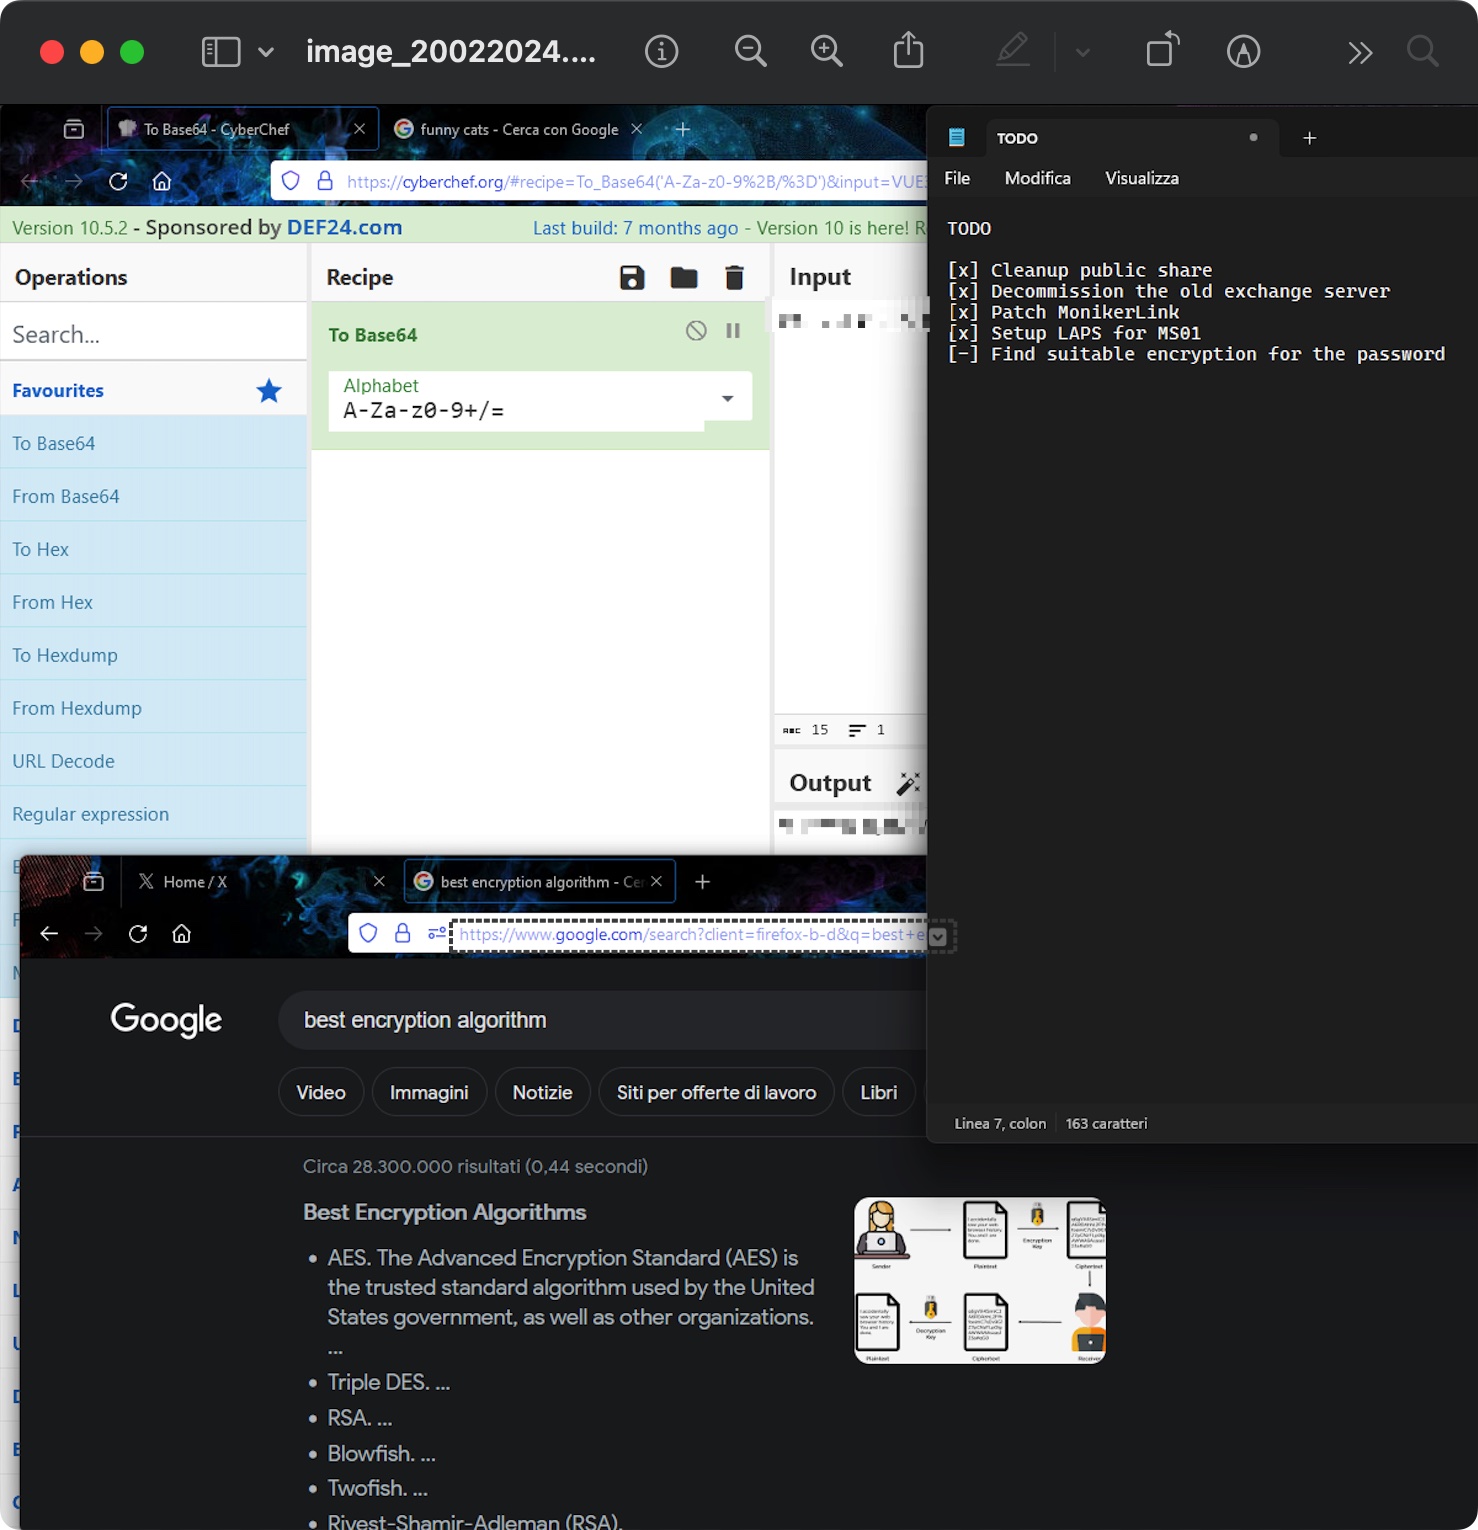 image_20022024....
To Base64 - CyberChef
funny cats - Cerca con Google
https://cyberchef.org/#recipe=To_Base64('A-Za-z0-9%2B/%3D')&input=VUE
Version 10.5.2 - Sponsored by DEF24.com
Last build: 7 months ago - Version 10 is here! R
Operations
Recipe
Input
Search...
To Base64
Alphabet
A-Za-z0-9+/=
Favourites
To Base64
From Base64
To Hex
From Hex
To Hexdump
From Hexdump
URL Decode
Regular expression
15
1
Output
TODO
File
Modifica
Visualizza
TODO
[x] Cleanup public share
[x] Decommission the old exchange server
[x] Patch MonikerLink
[x] Setup LAPS for MS01
[-] Find suitable encryption for the password
Linea 7, colon
163 caratteri
Home / X
best encryption algorithm - Cer
https://www.google.com/search?client=firefox-b-d&q=best+e
Google
best encryption algorithm
Video
Immagini
Notizie
Siti per offerte di lavoro
Libri
Circa 28.300.000 risultati (0,44 secondi)
Best Encryption Algorithms
• AES. The Advanced Encryption Standard (AES) is
the trusted standard algorithm used by the United
States government, as well as other organizations.
...
• Triple DES. ...
• RSA. ...
• Blowfish. ...
• Twofish. ...
• Rivest-Shamir-Adleman (RSA).
Sender
Plaintext
Encryption
Key
Ciphertext
Plaintext
Decryption
Key
Ciphertext
Receiver